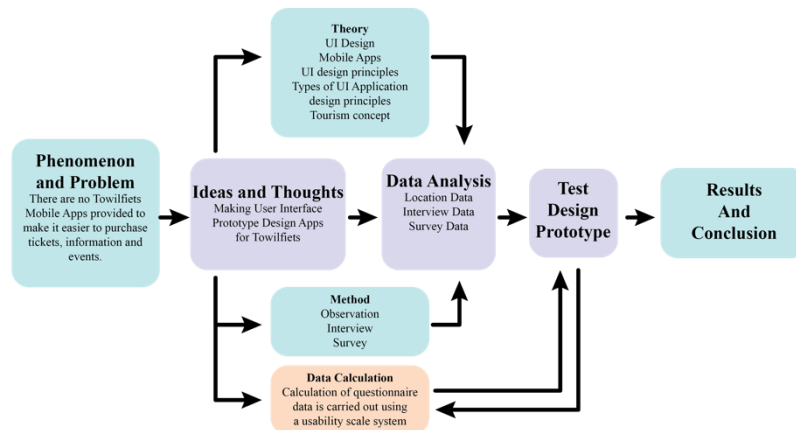 Theory
UI Design
Mobile Apps
UI design principles
Types of UI Application
design principles
Tourism concept
Phenomenon
and Problem
There are no Towilfiets
Mobile Apps provided to
make it easier to purchase
tickets, information and
events.
Ideas and Thoughts
Making User Interface
Prototype Design Apps
for Towilfiets
Data Analysis
Location Data
Interview Data
Survey Data
Test
Design
Prototype
Results
And
Conclusion
Method
Observation
Interview
Survey
Data Calculation
Calculation of questionnaire
data is carried out using
a usability scale system